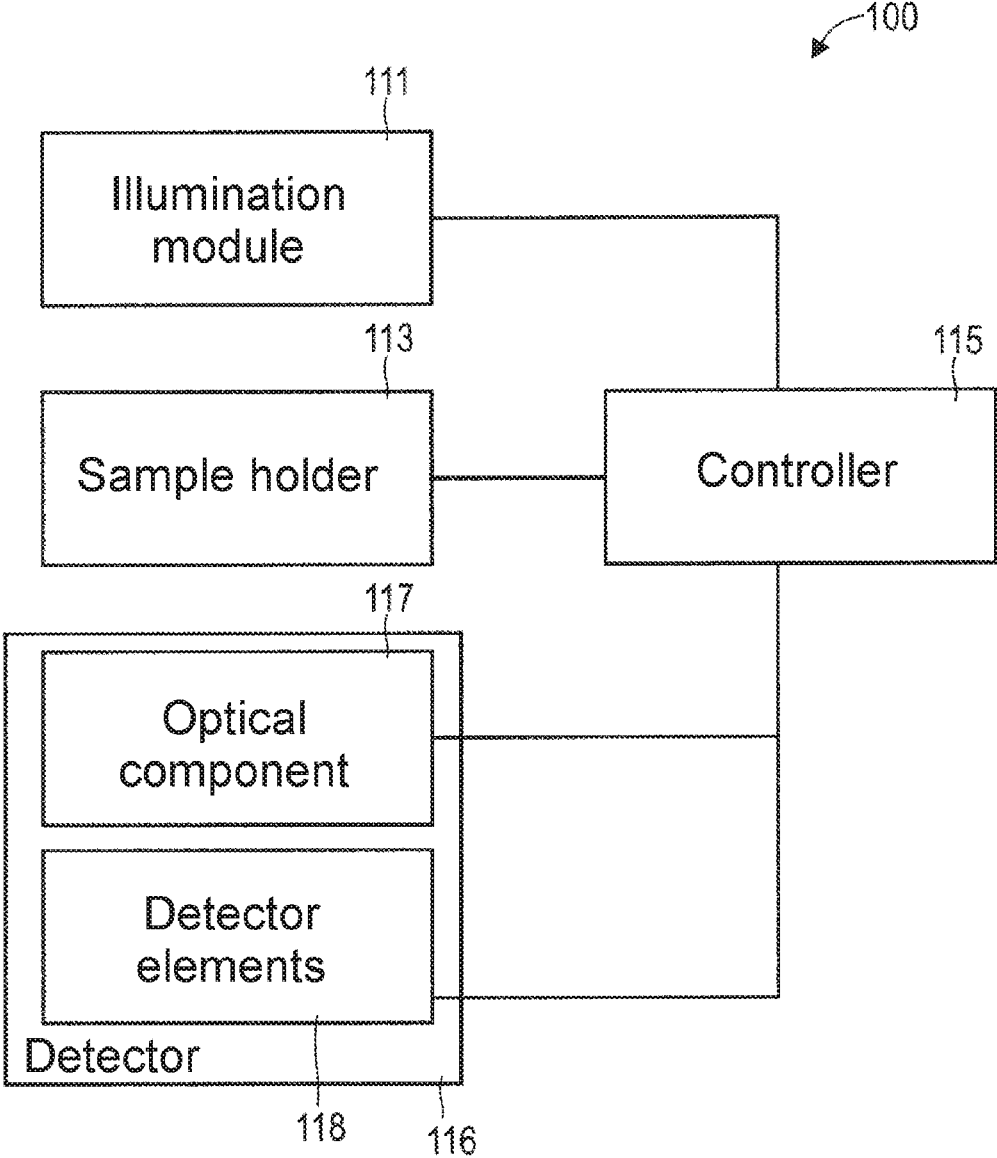 100
111
Illumination
module
113
Sample holder
115
Controller
117
Optical
component
Detector
elements
Detector
118
116